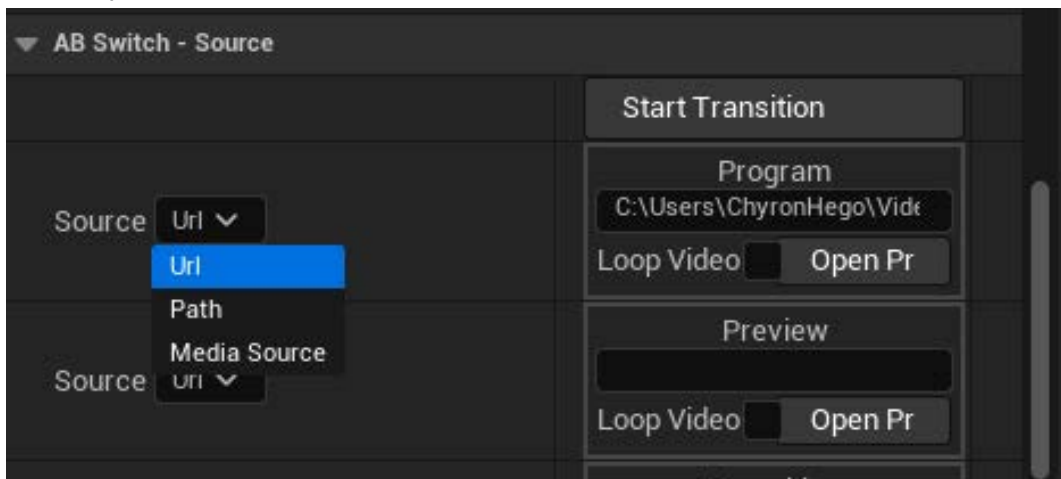 AB Switch - Source
Start Transition
Source Url
Program
C:\Users\ChyronHego\Vide
Loop Video Open Pr
Url
Path
Media Source
Source Url
Preview
Loop Video Open Pr